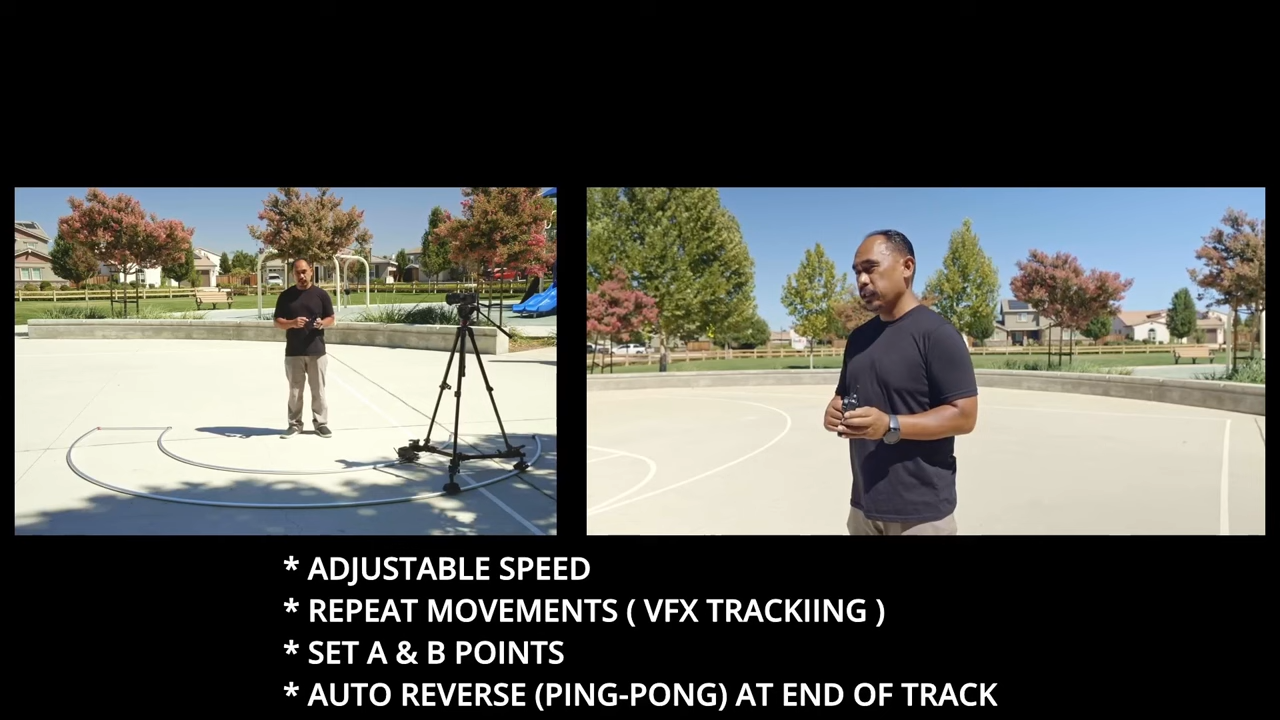 * ADJUSTABLE SPEED
* REPEAT MOVEMENTS ( VFX TRACKIING )
* SET A & B POINTS
* AUTO REVERSE (PING-PONG) AT END OF TRACK